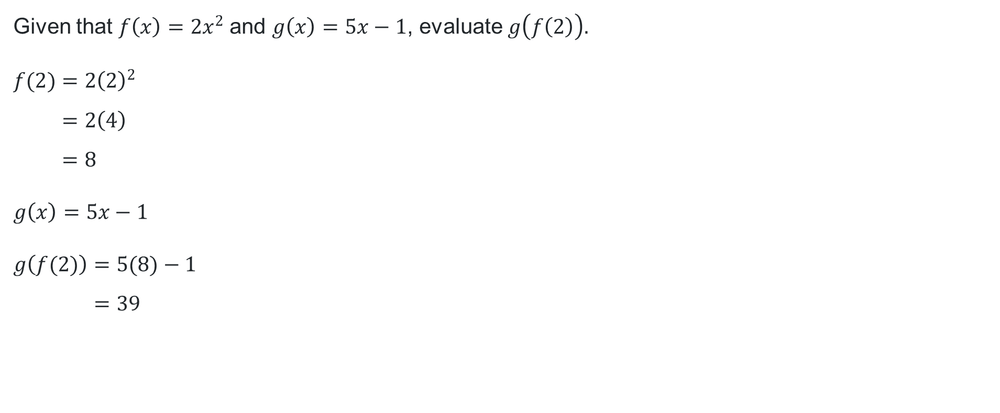 Given that f(x) = 2x² and g(x) = 5x − 1, evaluate g(f(2)).
f(2) = 2(2)²
= 2(4)
= 8
g(x) = 5x − 1
g(f(2)) = 5(8) − 1
= 39